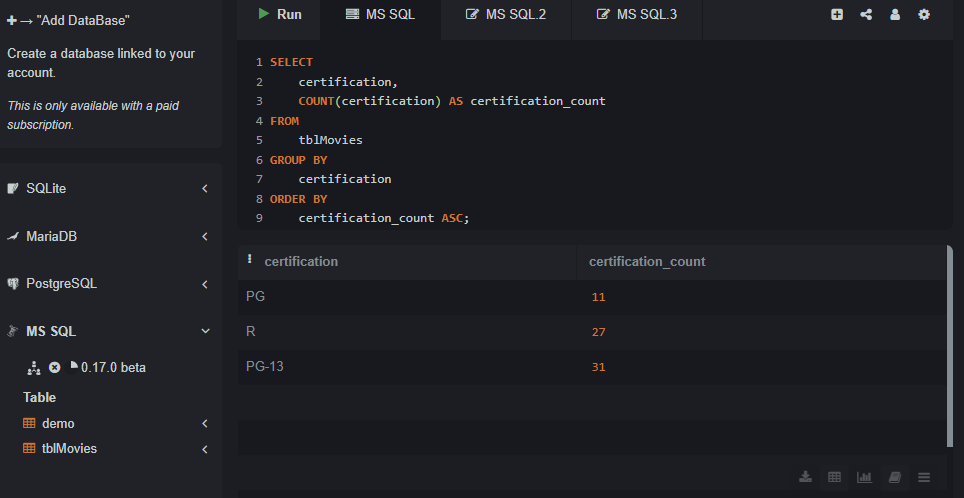 "Add DataBase"
Create a database linked to your
account.
This is only available with a paid
subscription.
SQLite
MariaDB
PostgreSQL
MS SQL
0.17.0 beta
Table
demo
tblMovies
Run
MS SQL
MS SQL.2
MS SQL.3
1 SELECT
2 certification,
3 COUNT(certification) AS certification_count
4 FROM
5 tblMovies
6 GROUP BY
7 certification
8 ORDER BY
9 certification_count ASC;
certification certification_count
PG 11
R 27
PG-13 31